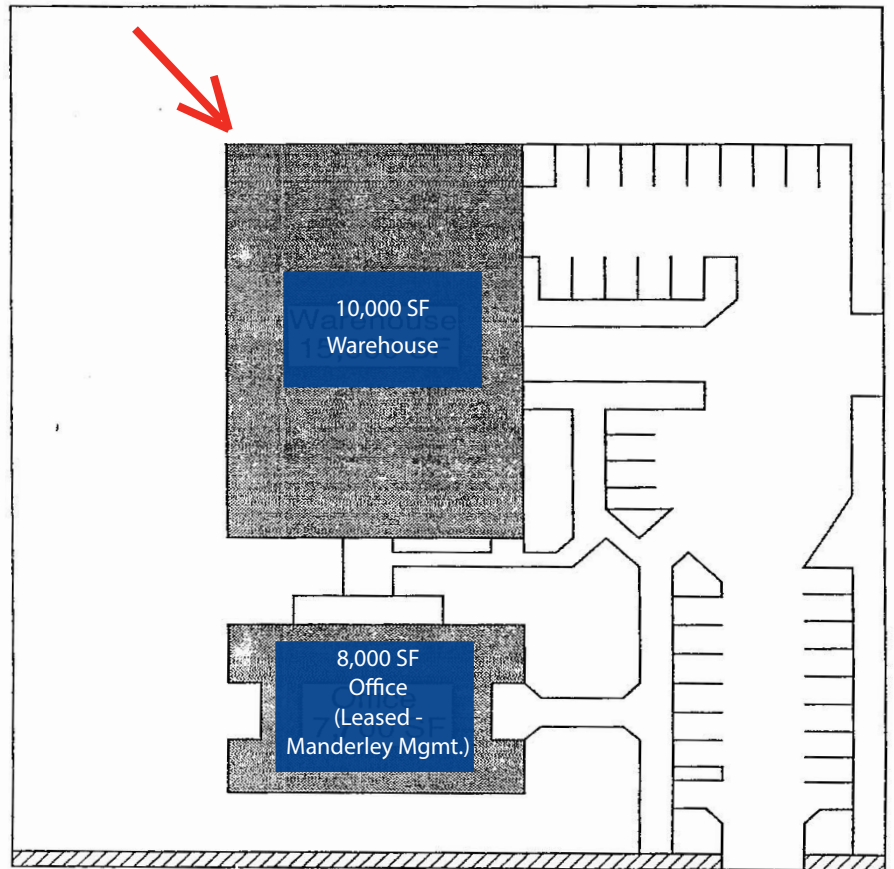 10,000 SF
Warehouse
8,000 SF
Office
(Leased -
Manderley Mgmt.)